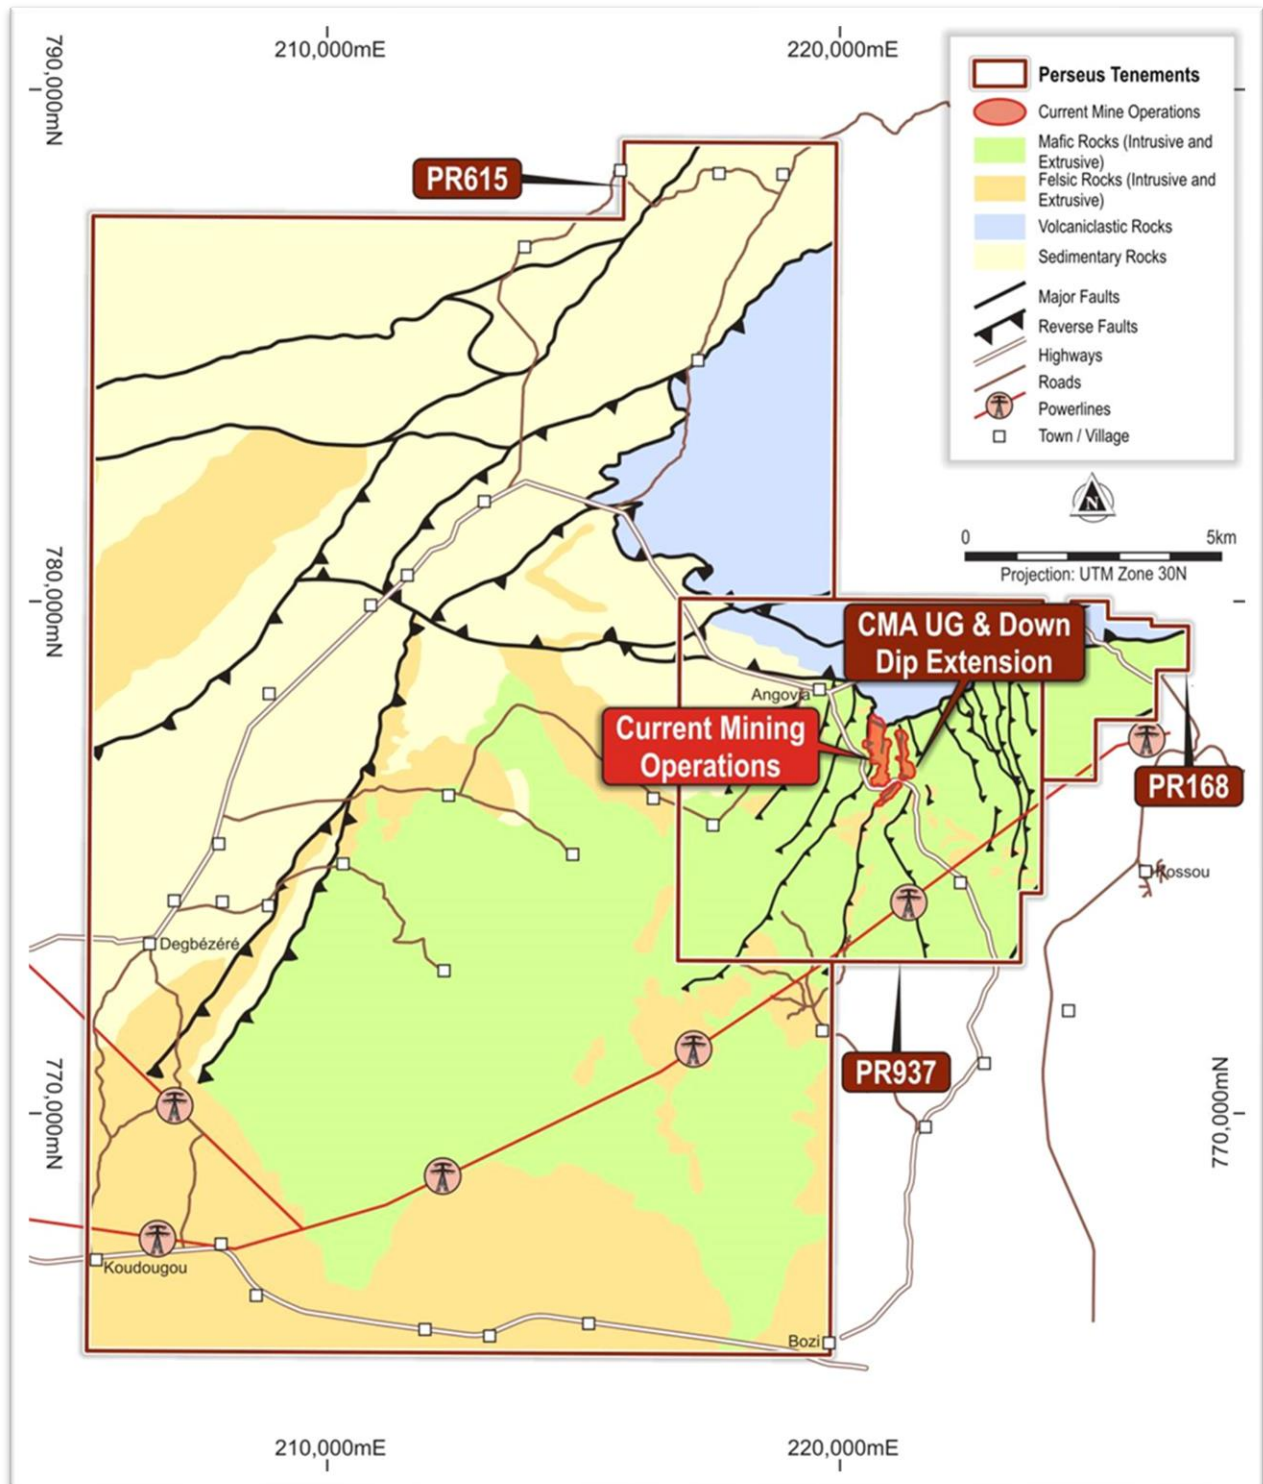 210,000mE
220,000mE
790,000mN
Perseus Tenements
Current Mine Operations
Mafic Rocks (Intrusive and
Extrusive)
Felsic Rocks (Intrusive and
Extrusive)
Volcaniclastic Rocks
Sedimentary Rocks
Major Faults
Reverse Faults
Highways
Roads
Powerlines
Town / Village
PR615
N
0
5km
Projection: UTM Zone 30N
780,000mN
CMA UG & Down
Dip Extension
Angovia
Current Mining
Operations
PR168
Kossou
Degbézéré
PR937
770,000mN
770,000mN
Koudougou
Bozi
210,000mE
220,000mE